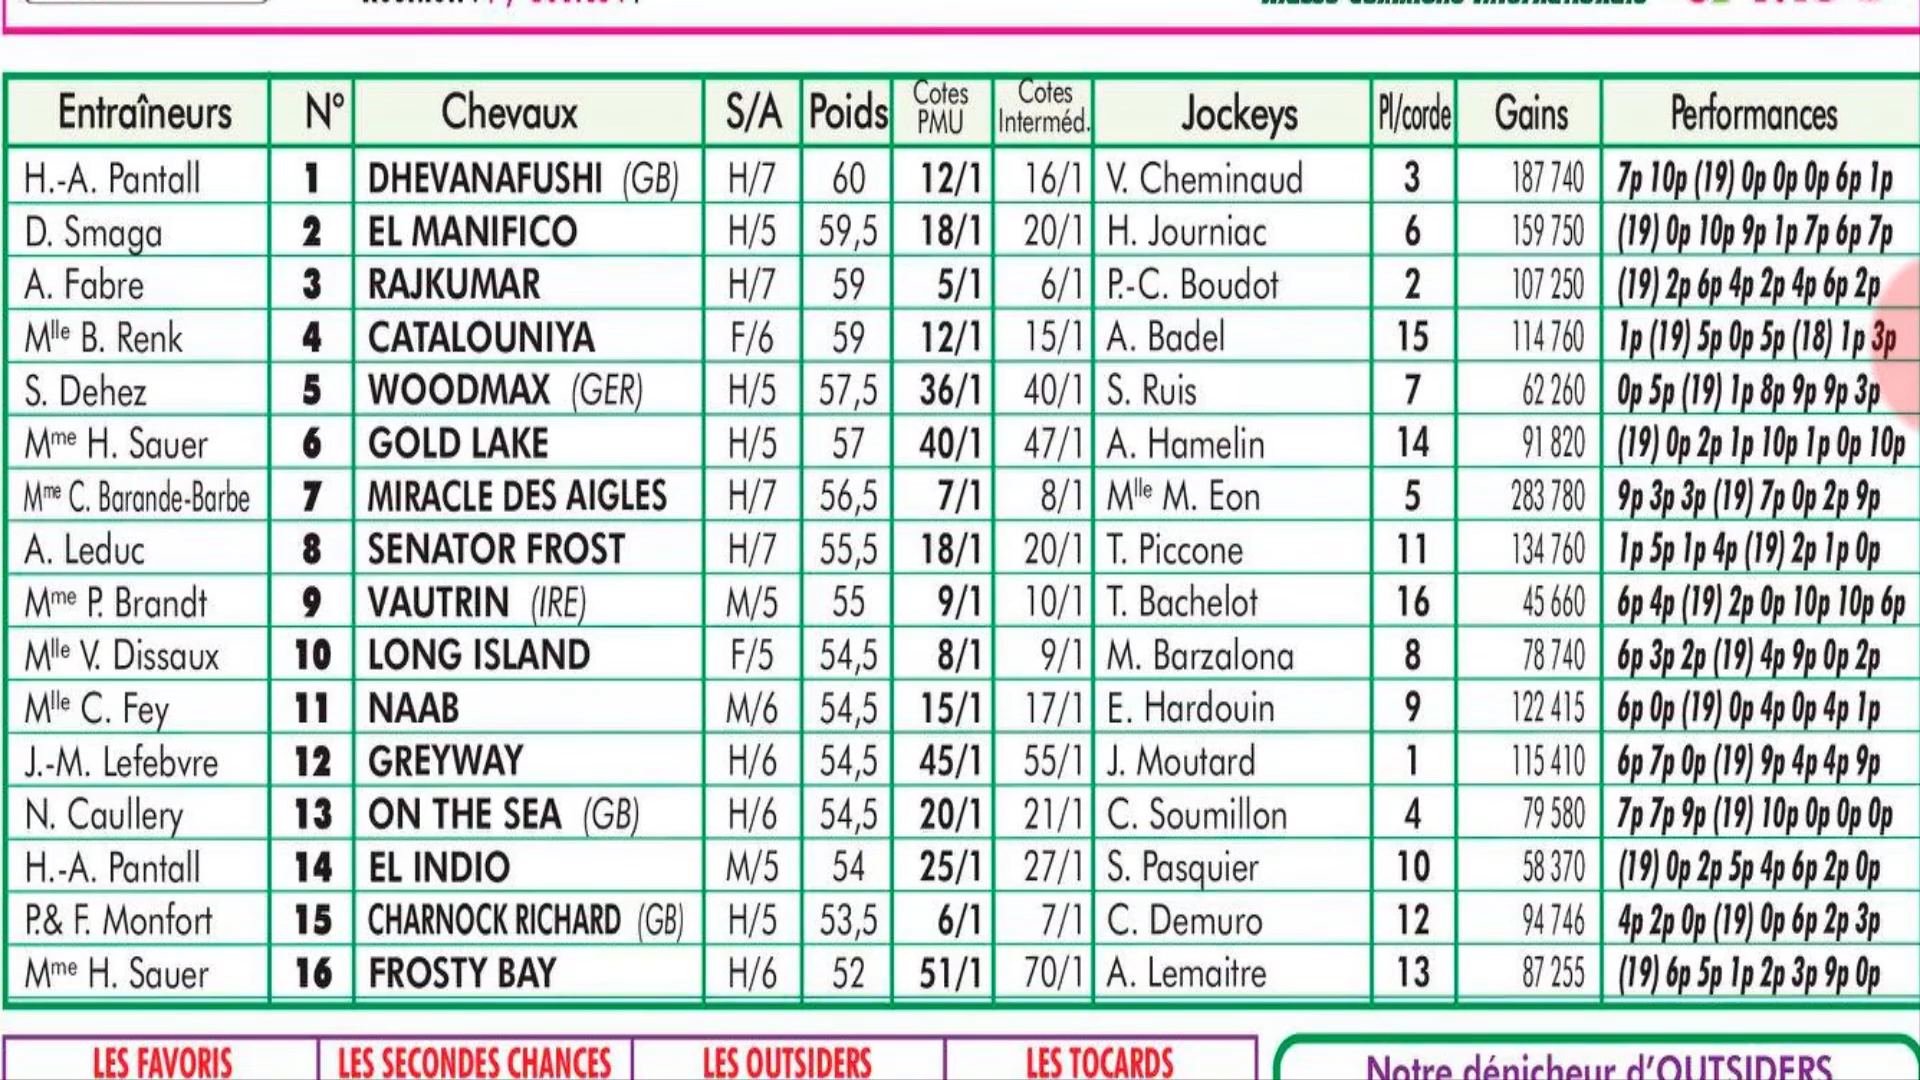 Entraîneurs N° Chevaux S/A Poids Cotes PMU Cotes Interméd. Jockeys Pl/corde Gains Performances
H.-A. Pantall 1 DHEVANAFUSHI (GB) H/7 60 12/1 16/1 V. Cheminaud 3 187 740 7p 10p (19) 0p 0p 0p 6p 1p
D. Smaga 2 EL MANIFICO H/5 59,5 18/1 20/1 H. Journiac 6 159 750 (19) 0p 10p 9p 1p 7p 6p 7p
A. Fabre 3 RAJKUMAR H/7 59 5/1 6/1 P.-C. Boudot 2 107 250 (19) 2p 6p 4p 2p 4p 6p 2p
Mlle B. Renk 4 CATALOUNIYA F/6 59 12/1 15/1 A. Badel 15 114 760 1p (19) 5p 0p 5p (18) 1p 3p
S. Dehez 5 WOODMAX (GER) H/5 57,5 36/1 40/1 S. Ruis 7 62 260 0p 5p (19) 1p 8p 9p 9p 3p
Mme H. Sauer 6 GOLD LAKE H/5 57 40/1 47/1 A. Hamelin 14 91 820 (19) 0p 2p 1p 10p 1p 0p 10p
Mme C. Barande-Barbe 7 MIRACLE DES AIGLES H/7 56,5 7/1 8/1 Mlle M. Eon 5 283 780 9p 3p 3p (19) 7p 0p 2p 9p
A. Leduc 8 SENATOR FROST H/7 55,5 18/1 20/1 T. Piccone 11 134 760 1p 5p 1p 4p (19) 2p 1p 0p
Mme P. Brandt 9 VAUTRIN (IRE) M/5 55 9/1 10/1 T. Bachelot 16 45 660 6p 4p (19) 2p 0p 10p 10p 6p
Mlle V. Dissaux 10 LONG ISLAND F/5 54,5 8/1 9/1 M. Barzalona 8 78 740 6p 3p 2p (19) 4p 9p 0p 2p
Mlle C. Fey 11 NAAB M/6 54,5 15/1 17/1 E. Hardouin 9 122 415 6p 0p (19) 0p 4p 0p 4p 1p
J.-M. Lefebvre 12 GREYWAY H/6 54,5 45/1 55/1 J. Moutard 1 115 410 6p 7p 0p (19) 9p 4p 4p 9p
N. Caullery 13 ON THE SEA (GB) H/6 54,5 20/1 21/1 C. Soumillon 4 79 580 7p 7p 9p (19) 10p 0p 0p 0p
H.-A. Pantall 14 EL INDIO M/5 54 25/1 27/1 S. Pasquier 10 58 370 (19) 0p 2p 5p 4p 6p 2p 0p
P.& F. Monfort 15 CHARNOCK RICHARD (GB) H/5 53,5 6/1 7/1 C. Demuro 12 94 746 4p 2p 0p (19) 0p 6p 2p 3p
Mme H. Sauer 16 FROSTY BAY H/6 52 51/1 70/1 A. Lemaitre 13 87 255 (19) 6p 5p 1p 2p 3p 9p 0p
LES FAVORIS LES SECONDES CHANCES LES OUTSIDERS LES TOCARDS Notre dénicheur d'OUTSIDERS